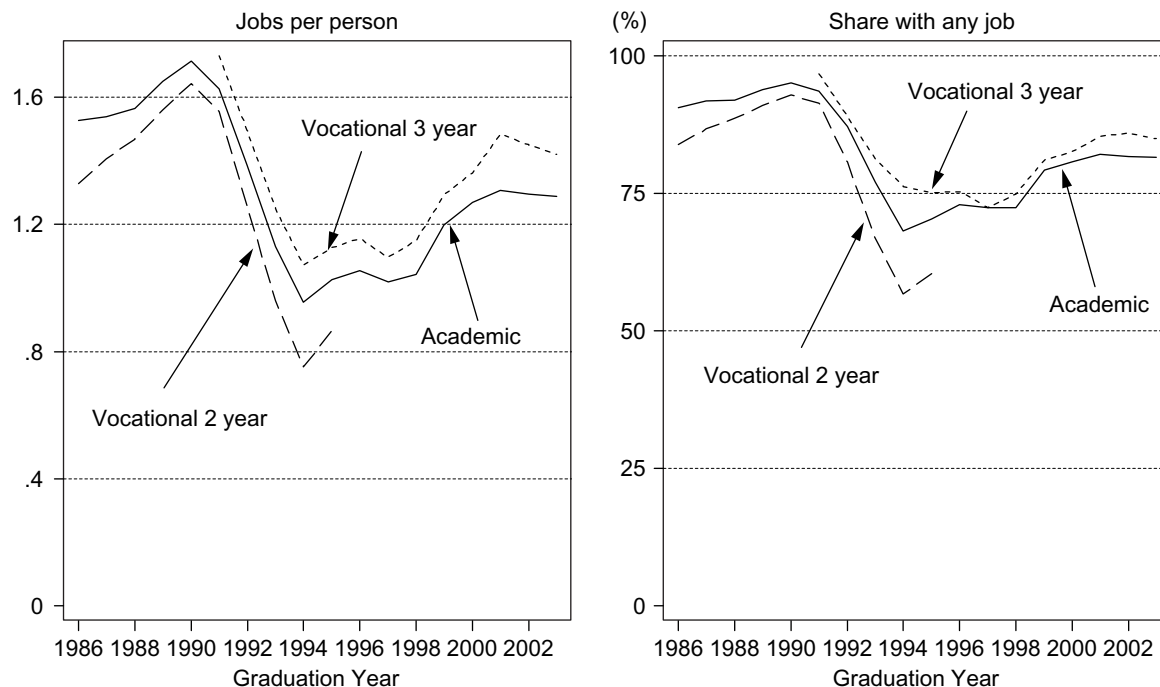 Jobs per person
1.6
1.2
.8
.4
0
Vocational 3 year
Academic
Vocational 2 year
1986 1988 1990 1992 1994 1996 1998 2000 2002
Graduation Year
(%)
Share with any job
100
75
50
25
0
Vocational 3 year
Academic
Vocational 2 year
1986 1988 1990 1992 1994 1996 1998 2000 2002
Graduation Year